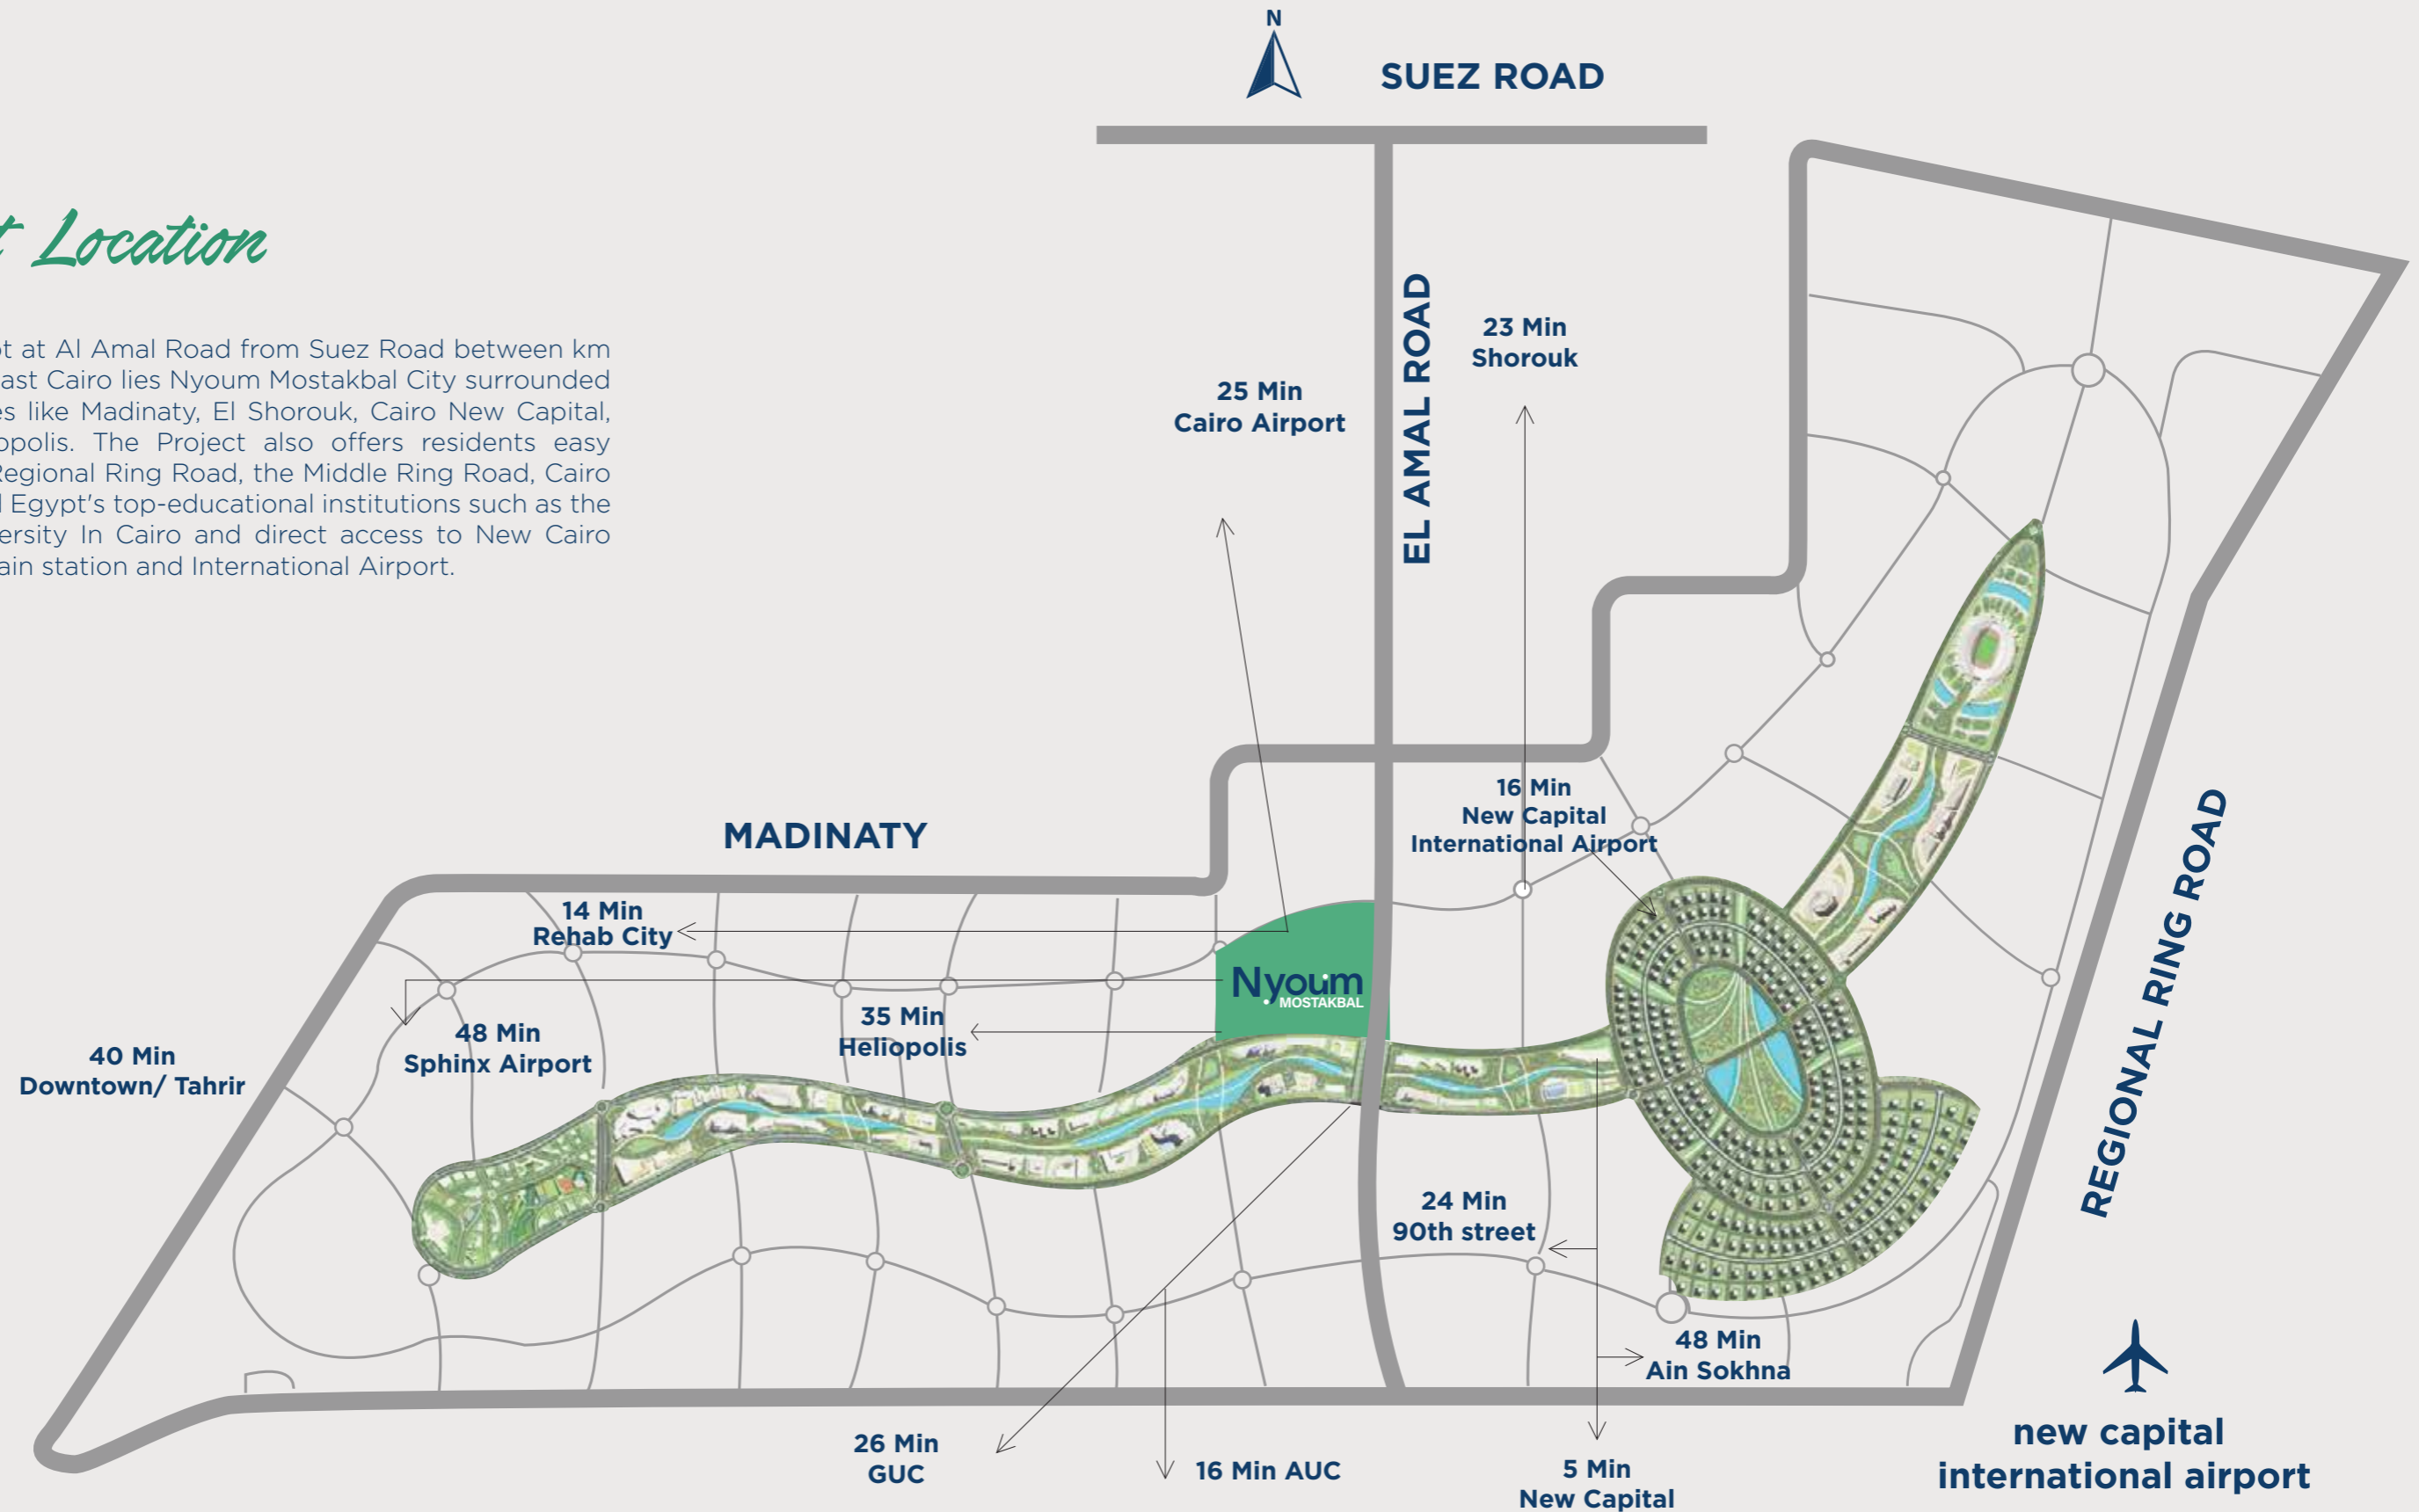 N
SUEZ ROAD
Location
at Al Amal Road from Suez Road between km
Cairo lies Nyoum Mostakbal City surrounded
like Madinaty, El Shorouk, Cairo New Capital,
The Project also offers residents easy
Regional Ring Road, the Middle Ring Road, Cairo
Egypt's top-educational institutions such as the
In Cairo and direct access to New Cairo
station and International Airport.
EL AMAL ROAD
23 Min
Shorouk
25 Min
Cairo Airport
16 Min
New Capital
International Airport
MADINATY
14 Min
Rehab City
Nyoum
MOSTAKBAL
35 Min
Heliopolis
48 Min
Sphinx Airport
40 Min
Downtown/ Tahrir
REGIONAL RING ROAD
24 Min
90th street
48 Min
Ain Sokhna
26 Min
GUC
16 Min AUC
5 Min
New Capital
new capital
international airport